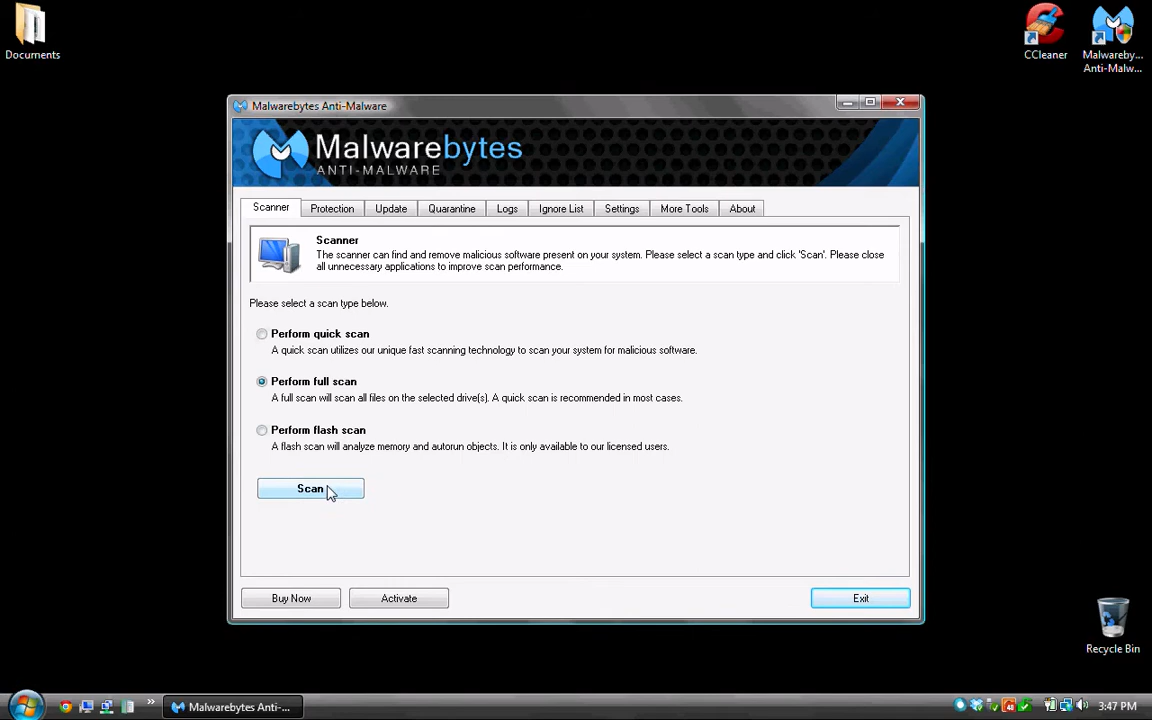 Documents
CCleaner
Malwareby...
Anti-Malw...
Malwarebytes Anti-Malware
Malwarebytes
ANTI-MALWARE
Scanner Protection Update Quarantine Logs Ignore List Settings More Tools About
Scanner
The scanner can find and remove malicious software present on your system. Please select a scan type and click 'Scan'. Please close
all unnecessary applications to improve scan performance.
Please select a scan type below.
Perform quick scan
A quick scan utilizes our unique fast scanning technology to scan your system for malicious software.
Perform full scan
A full scan will scan all files on the selected drive(s). A quick scan is recommended in most cases.
Perform flash scan
A flash scan will analyze memory and autorun objects. It is only available to our licensed users.
Scan
Buy Now Activate Exit
Recycle Bin
» Malwarebytes Anti-... 48 3:47 PM